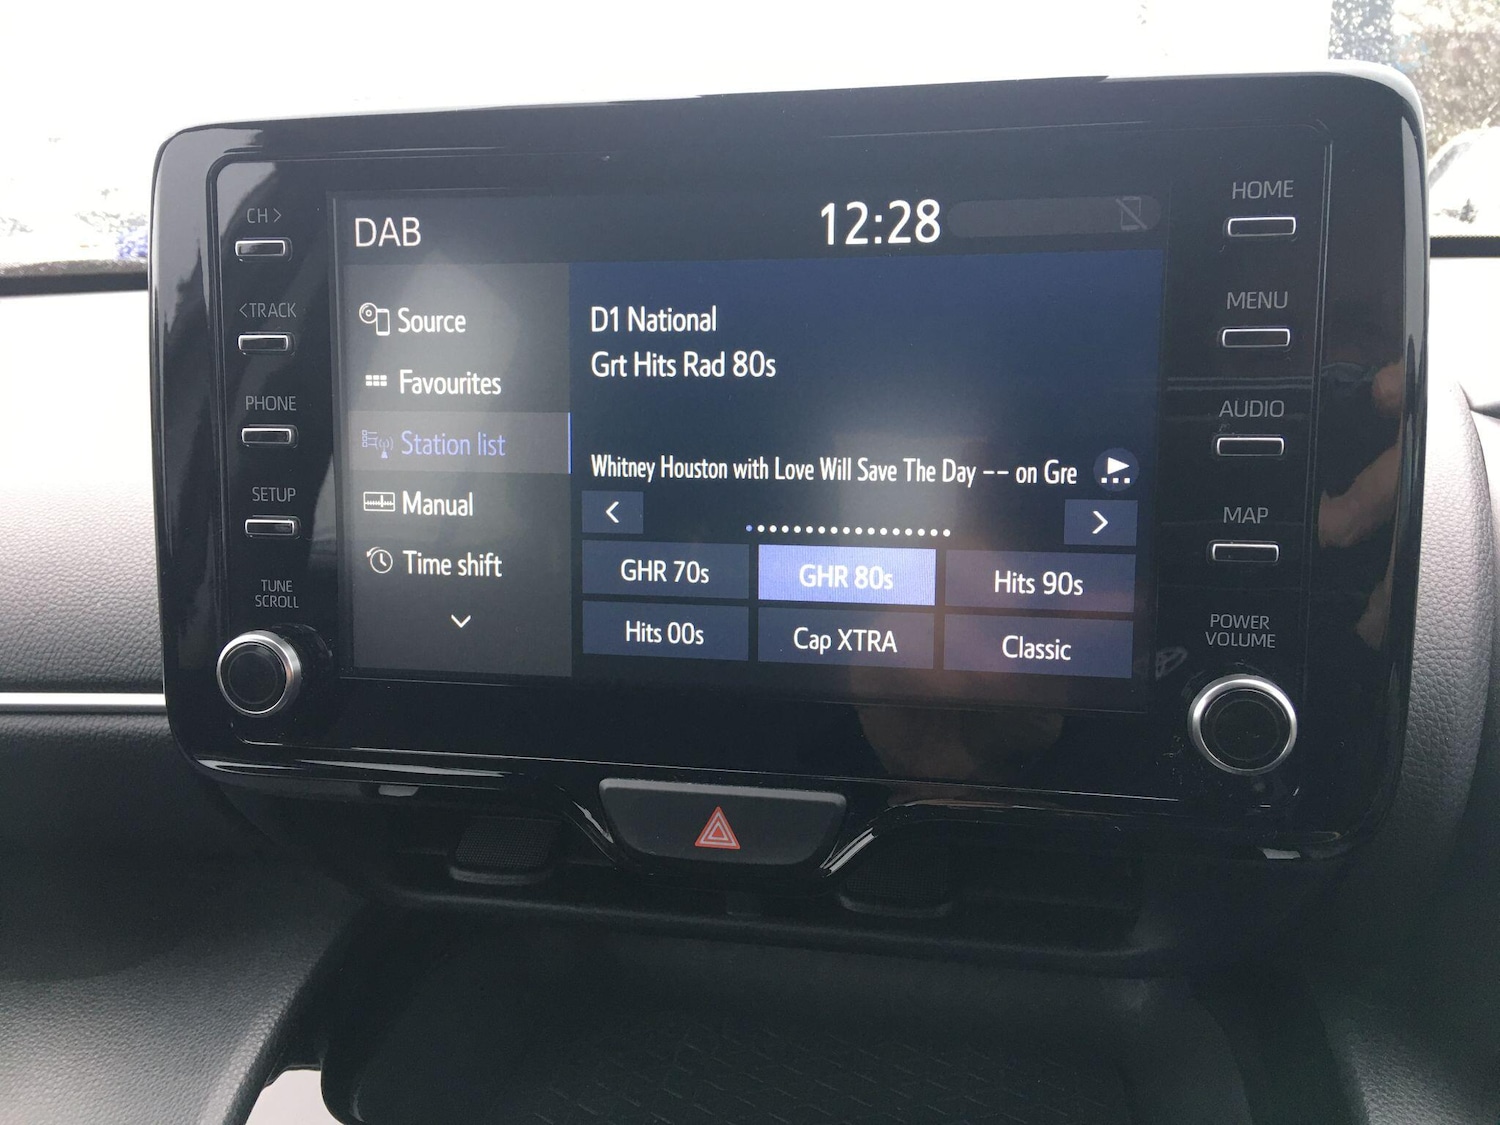 CH >
< TRACK
PHONE
SETUP
TUNE
SCROLL
DAB
12:28
Source
Favourites
Station list
Manual
Time shift
D1 National
Grt Hits Rad 80s
Whitney Houston with Love Will Save The Day -- on Gre
GHR 70s
GHR 80s
Hits 90s
Hits 00s
Cap XTRA
Classic
HOME
MENU
AUDIO
MAP
POWER
VOLUME